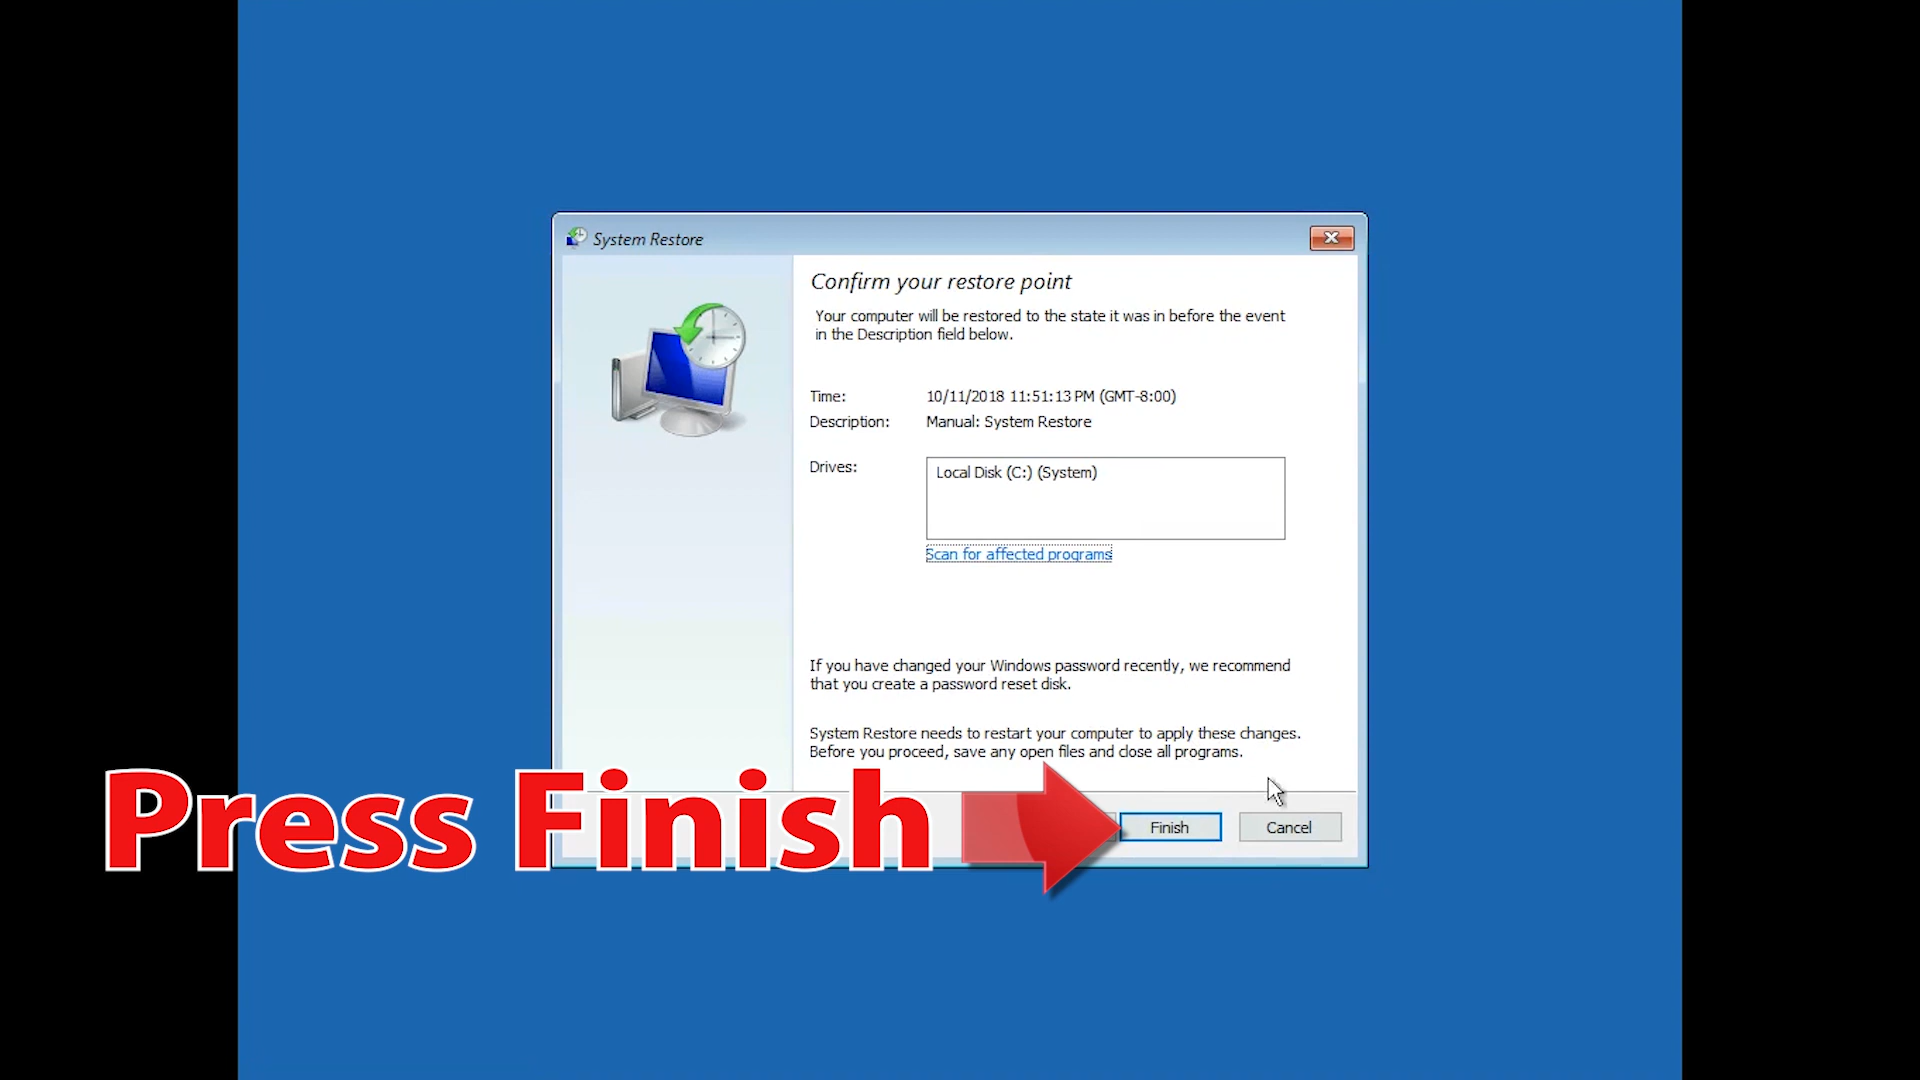 System Restore
Confirm your restore point
Your computer will be restored to the state it was in before the event
in the Description field below.
Time: 10/11/2018 11:51:13 PM (GMT-8:00)
Description: Manual: System Restore
Drives: Local Disk (C:) (System)
Scan for affected programs
If you have changed your Windows password recently, we recommend
that you create a password reset disk.
System Restore needs to restart your computer to apply these changes.
Before you proceed, save any open files and close all programs.
Press Finish
Finish Cancel